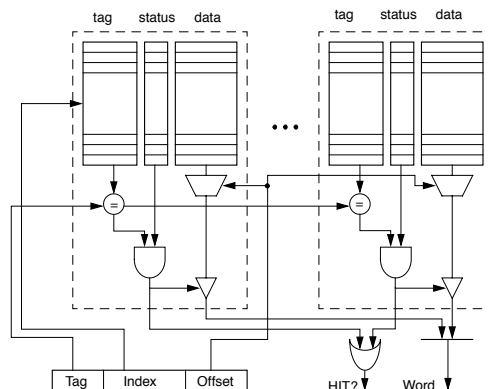 tag status data
tag status data
=
=
Tag Index Offset
HIT?
Word